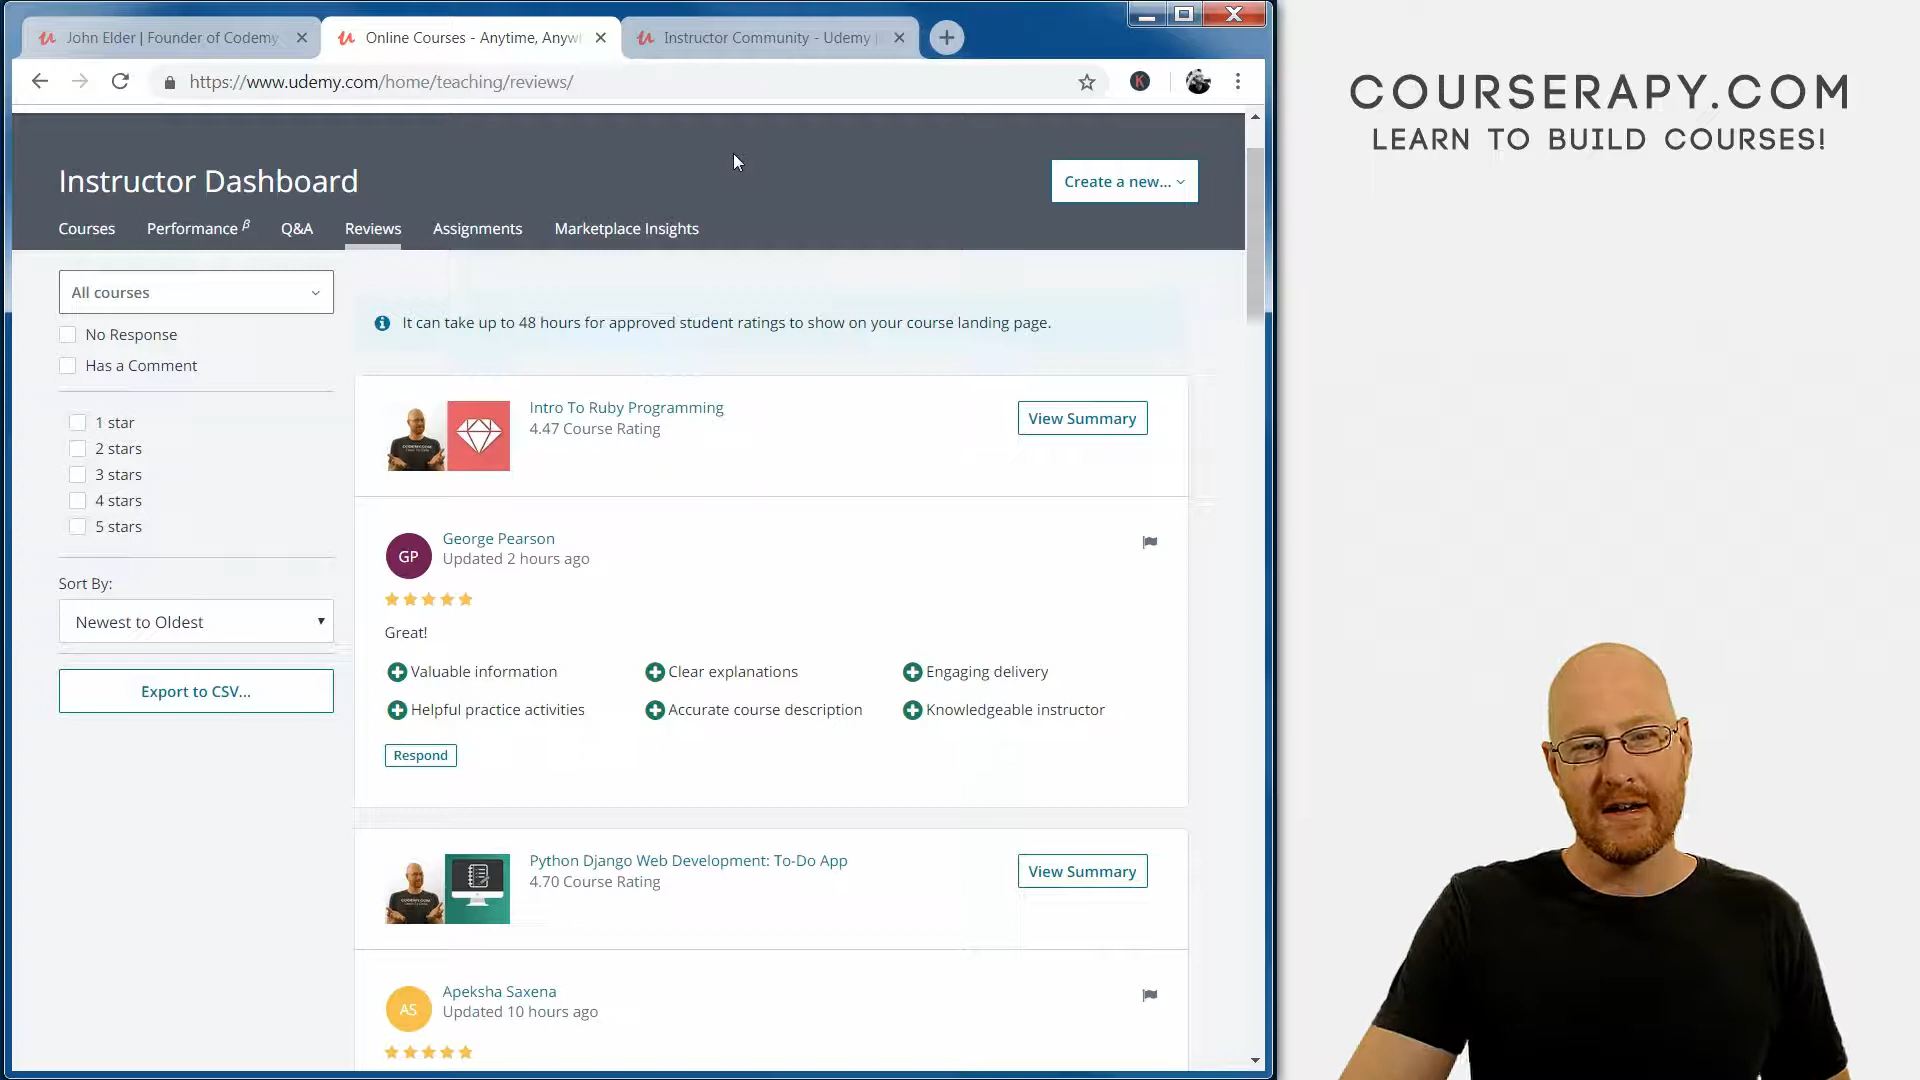 John Elder | Founder of Codemy
Online Courses - Anytime, Anyw
Instructor Community - Udemy |
https://www.udemy.com/home/teaching/reviews/
K
COURSERAPY.COM
LEARN TO BUILD COURSES!
Instructor Dashboard
Create a new...
Courses
Performance β
Q&A
Reviews
Assignments
Marketplace Insights
All courses
No Response
Has a Comment
1 star
2 stars
3 stars
4 stars
5 stars
Sort By:
Newest to Oldest
Export to CSV...
It can take up to 48 hours for approved student ratings to show on your course landing page.
Intro To Ruby Programming
4.47 Course Rating
View Summary
GP
George Pearson
Updated 2 hours ago
Great!
Valuable information
Clear explanations
Engaging delivery
Helpful practice activities
Accurate course description
Knowledgeable instructor
Respond
Python Django Web Development: To-Do App
4.70 Course Rating
View Summary
AS
Apeksha Saxena
Updated 10 hours ago